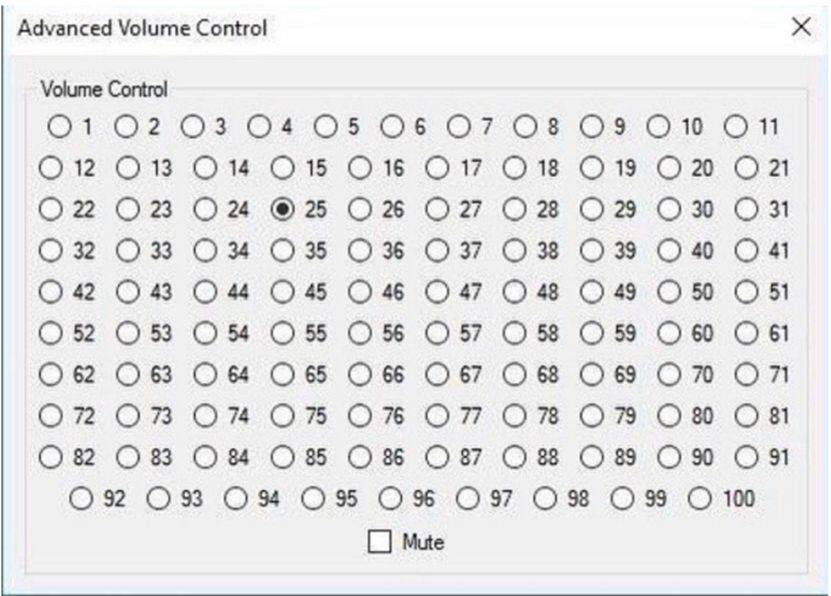 Advanced Volume Control
Volume Control
1 2 3 4 5 6 7 8 9 10 11
12 13 14 15 16 17 18 19 20 21
22 23 24 25 26 27 28 29 30 31
32 33 34 35 36 37 38 39 40 41
42 43 44 45 46 47 48 49 50 51
52 53 54 55 56 57 58 59 60 61
62 63 64 65 66 67 68 69 70 71
72 73 74 75 76 77 78 79 80 81
82 83 84 85 86 87 88 89 90 91
92 93 94 95 96 97 98 99 100
Mute